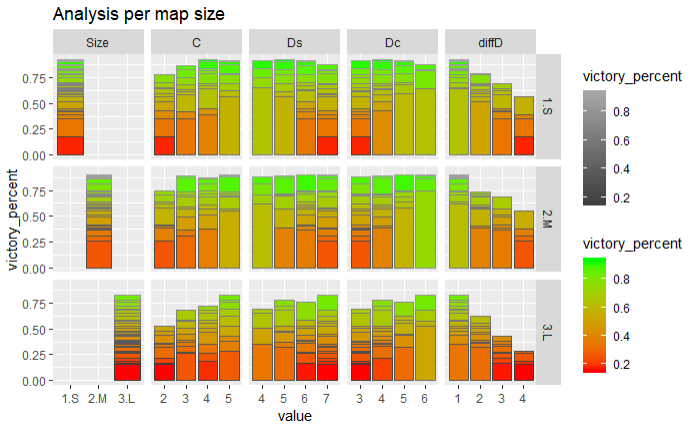 Analysis per map size
Size C Ds Dc diffD
victory_percent
0.75
0.50
0.25
0.00
1.S
0.75
0.50
0.25
0.00
2.M
0.75
0.50
0.25
0.00
3.L
1.S 2.M 3.L 2 3 4 5 4 5 6 7 3 4 5 6 1 2 3 4
value
victory_percent
0.8
0.6
0.4
0.2
victory_percent
0.8
0.6
0.4
0.2